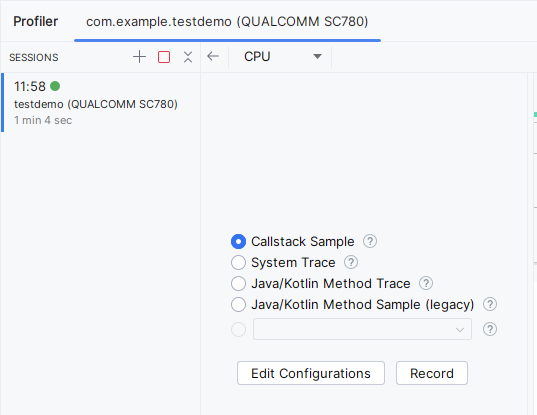 Profiler com.example.testdemo (QUALCOMM SC780)
SESSIONS CPU
11:58
testdemo (QUALCOMM SC780)
1 min 4 sec
Callstack Sample ?
System Trace ?
Java/Kotlin Method Trace ?
Java/Kotlin Method Sample (legacy) ?
?
Edit Configurations Record